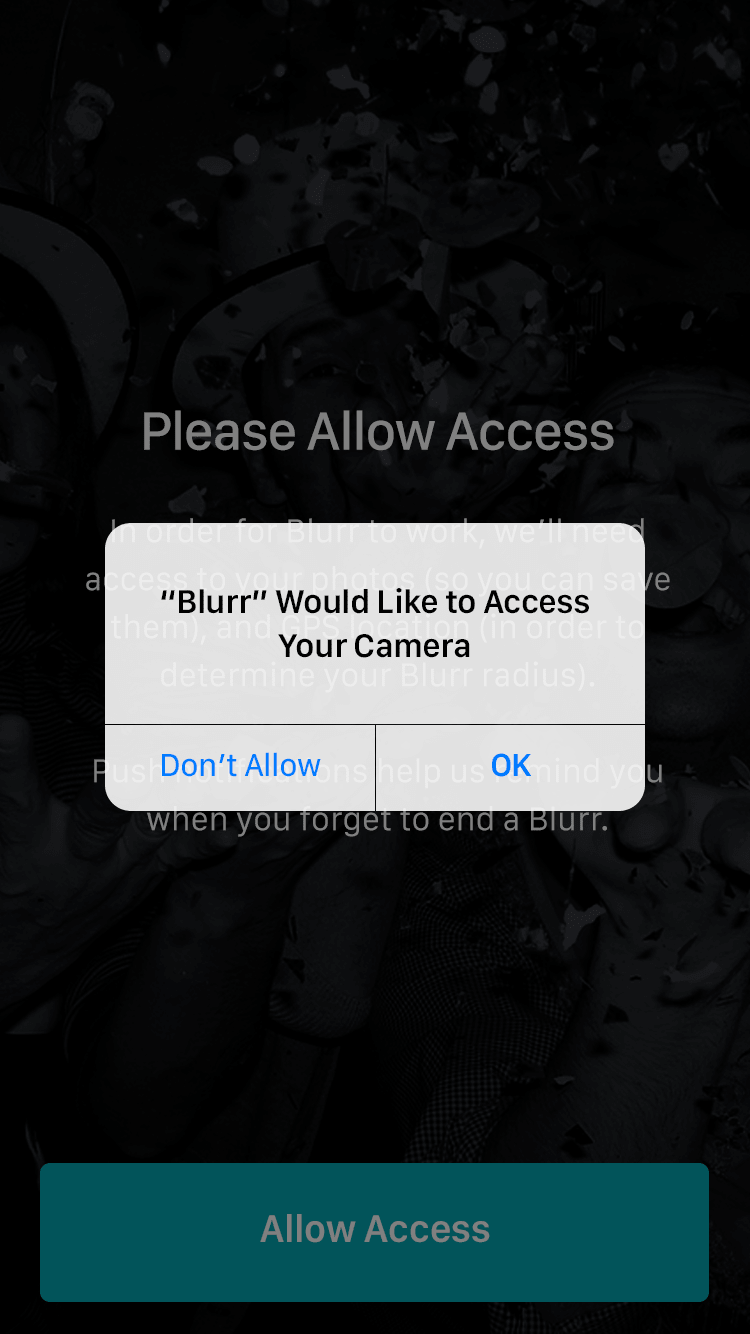 Please Allow Access
In order for Blurr to work, we'll need
access to your photos (so you can save
them), and GPS location (in order to
determine your Blurr radius).
“Blurr” Would Like to Access
Your Camera
Don't Allow
OK
Push notifications help us remind you
when you forget to end a Blurr.
Allow Access